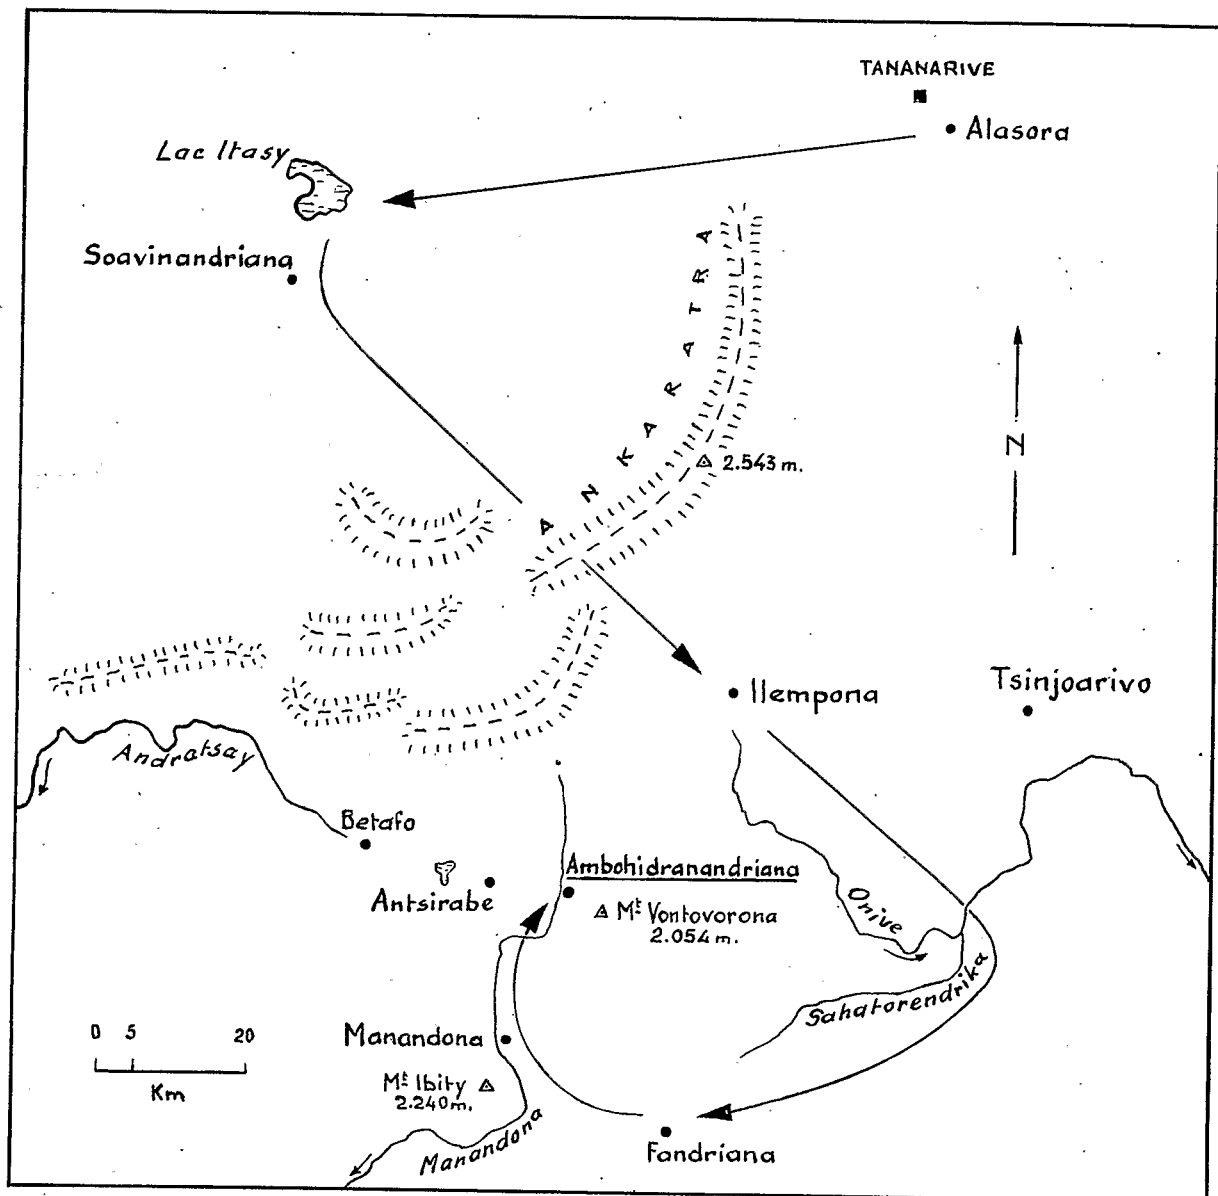 TANANARIVE
Alasora
Lac Itasy
Soavinandriana
ANKARATRA
2.543 m.
N
Ilempona
Tsinjoarivo
Andratsay
Betafo
Antsirabe
Ambohidranandriana
Mt Vontovorona
2.054 m.
Onive
Sahatorendrika
Manandona
0 5 20
Km
Mt Ibity
2.240m.
Manandona
Fandriana